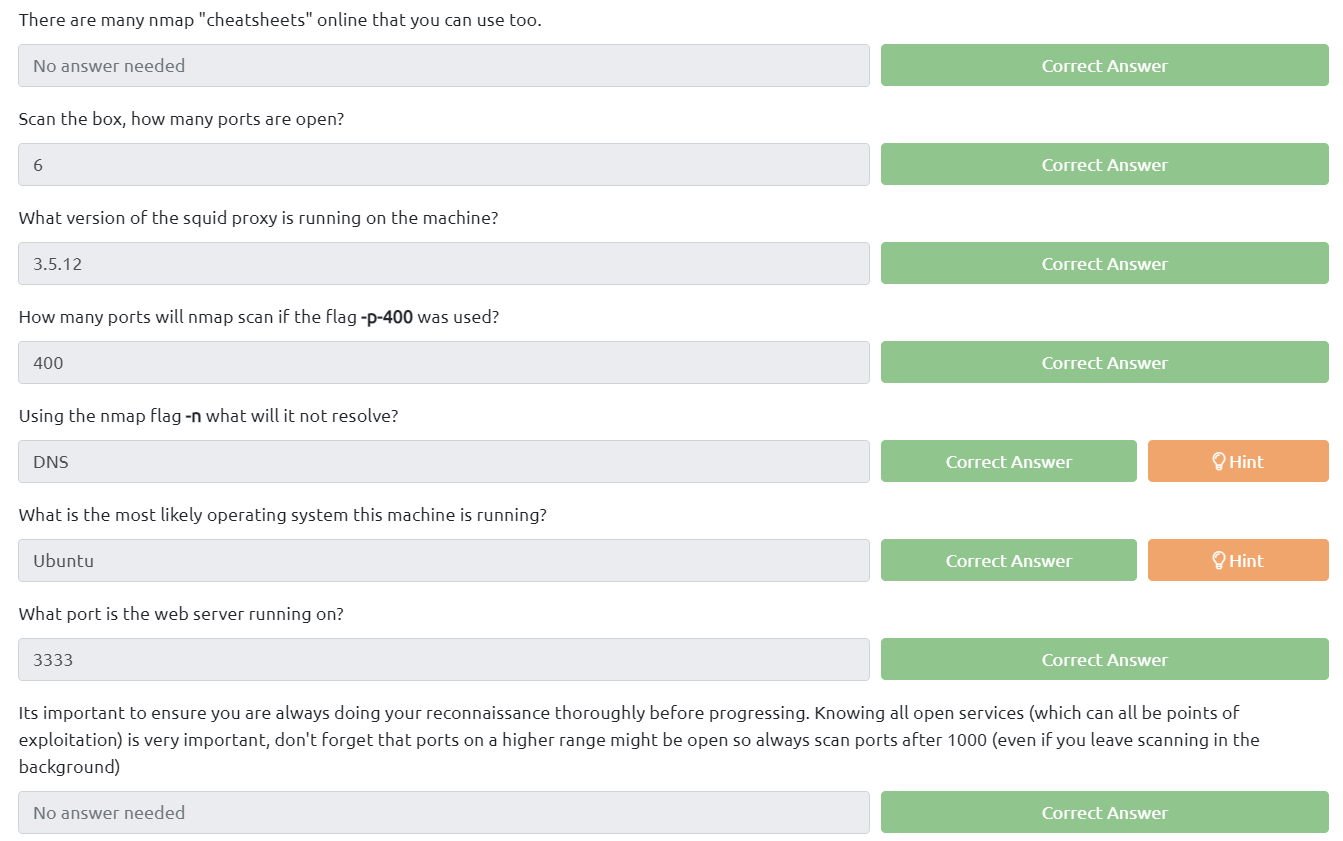 There are many nmap "cheatsheets" online that you can use too.
No answer needed
Correct Answer
Scan the box, how many ports are open?
6
Correct Answer
What version of the squid proxy is running on the machine?
3.5.12
Correct Answer
How many ports will nmap scan if the flag -p-400 was used?
400
Correct Answer
Using the nmap flag -n what will it not resolve?
DNS
Correct Answer
Hint
What is the most likely operating system this machine is running?
Ubuntu
Correct Answer
Hint
What port is the web server running on?
3333
Correct Answer
Its important to ensure you are always doing your reconnaissance thoroughly before progressing. Knowing all open services (which can all be points of
exploitation) is very important, don't forget that ports on a higher range might be open so always scan ports after 1000 (even if you leave scanning in the
background)
No answer needed
Correct Answer